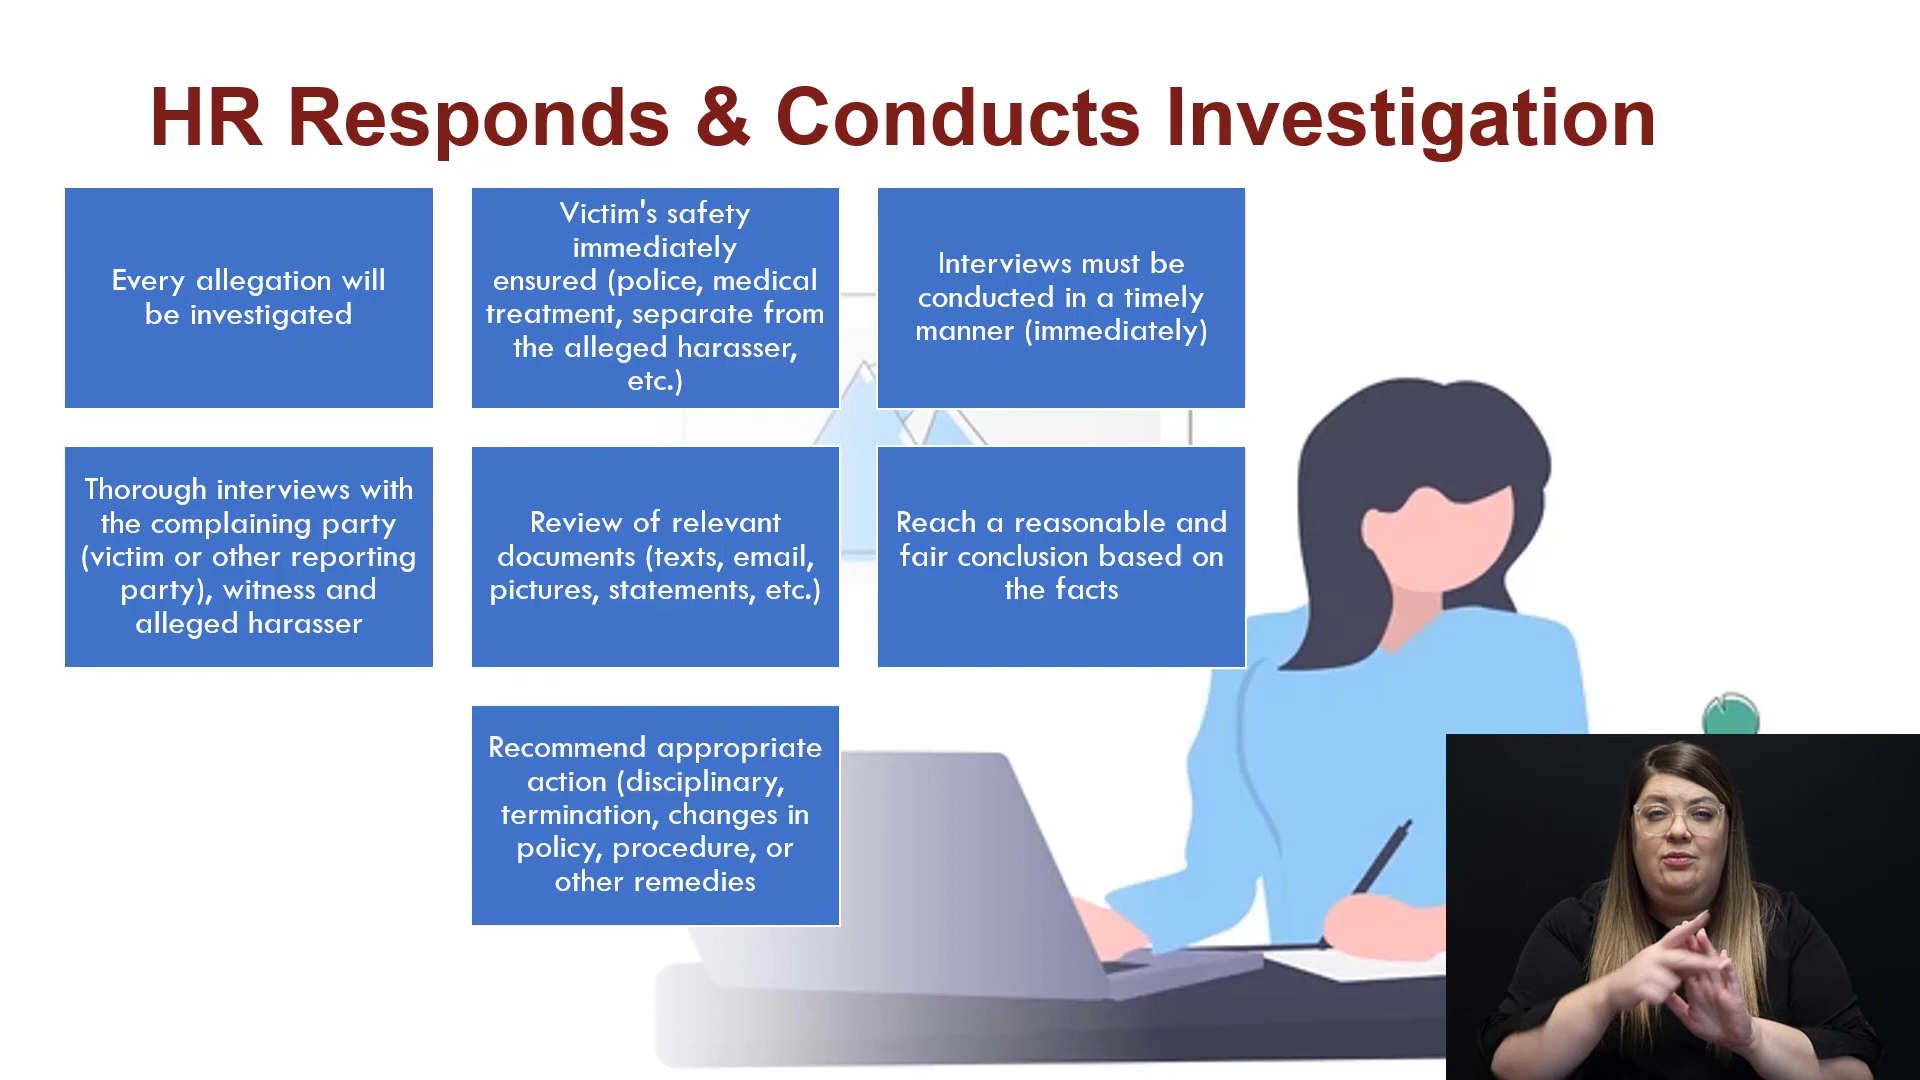 HR Responds & Conducts Investigation
Every allegation will
be investigated
Victim's safety
immediately
ensured (police, medical
treatment, separate from
the alleged harasser,
etc.)
Interviews must be
conducted in a timely
manner (immediately)
Thorough interviews with
the complaining party
(victim or other reporting
party), witness and
alleged harasser
Review of relevant
documents (texts, email,
pictures, statements, etc.)
Reach a reasonable and
fair conclusion based on
the facts
Recommend appropriate
action (disciplinary,
termination, changes in
policy, procedure, or
other remedies